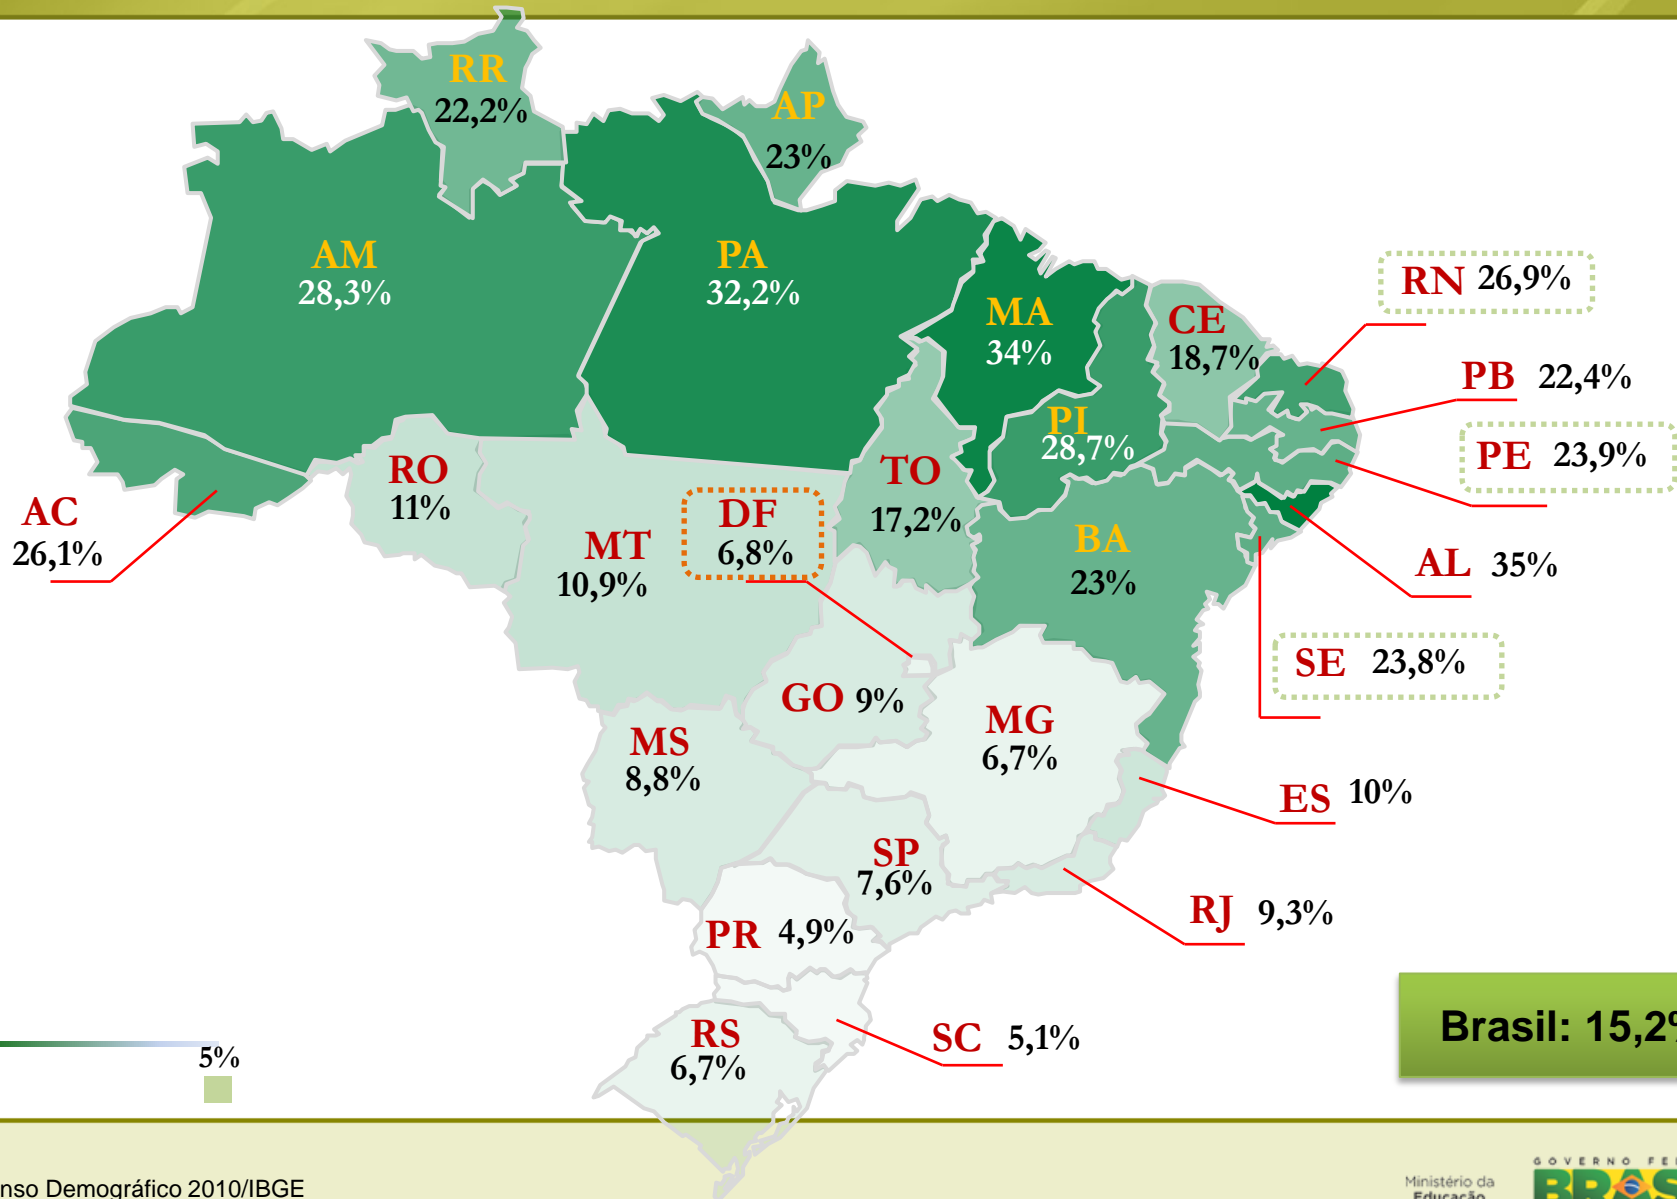 RR
22,2%
AP
23%
AM
28,3%
PA
32,2%
MA
34%
CE
18,7%
RN 26,9%
PB 22,4%
PI
28,7%
PE 23,9%
TO
17,2%
RO
11%
AC
26,1%
DF
6,8%
MT
10,9%
BA
23%
AL 35%
SE 23,8%
GO 9%
MG
6,7%
MS
8,8%
ES 10%
SP
7,6%
RJ 9,3%
PR 4,9%
SC 5,1%
RS
6,7%
5%
Brasil: 15,2%
nso Demográfico 2010/IBGE
Ministério da
Educação
GOVERNO FE
BRAS